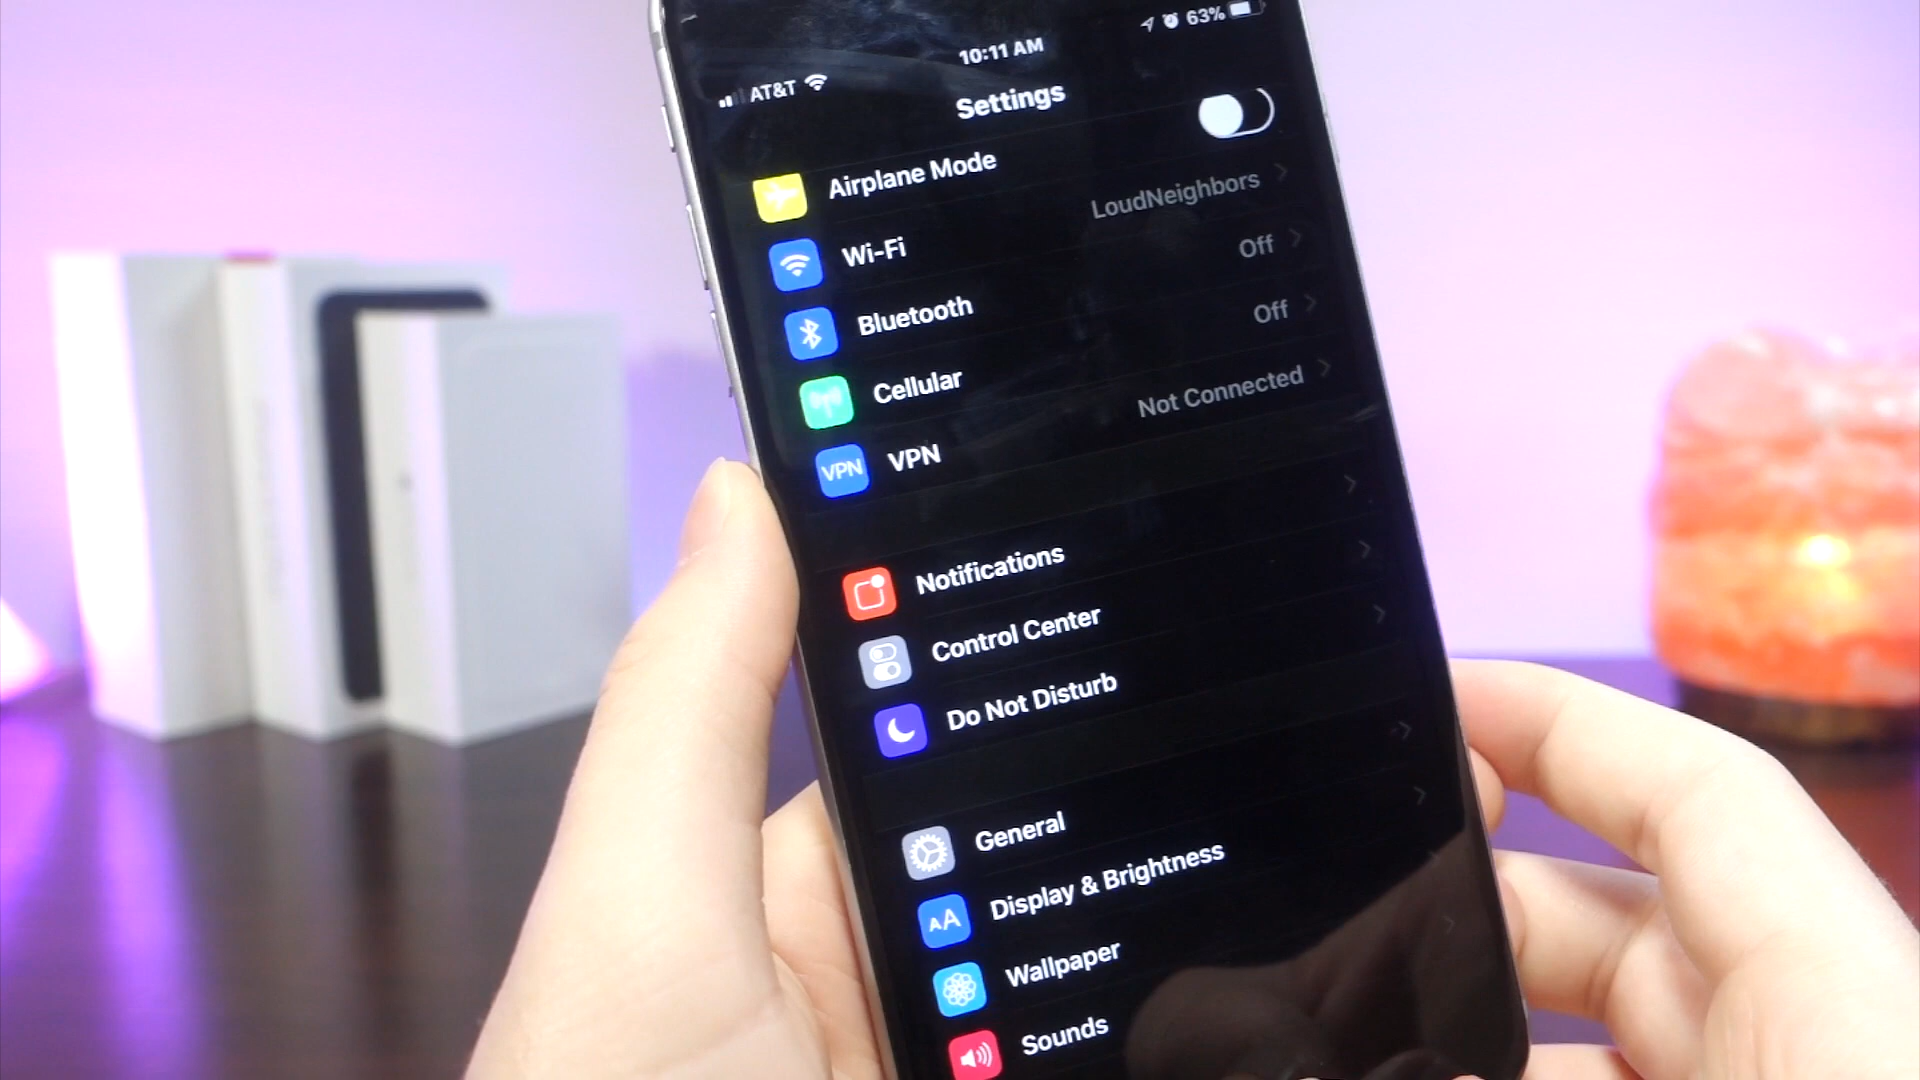 AT&T 10:11 AM 63%
Settings
Airplane Mode
Wi-Fi LoudNeighbors
Bluetooth Off
Cellular Off
VPN VPN Not Connected
Notifications
Control Center
Do Not Disturb
General
AA Display & Brightness
Wallpaper
Sounds